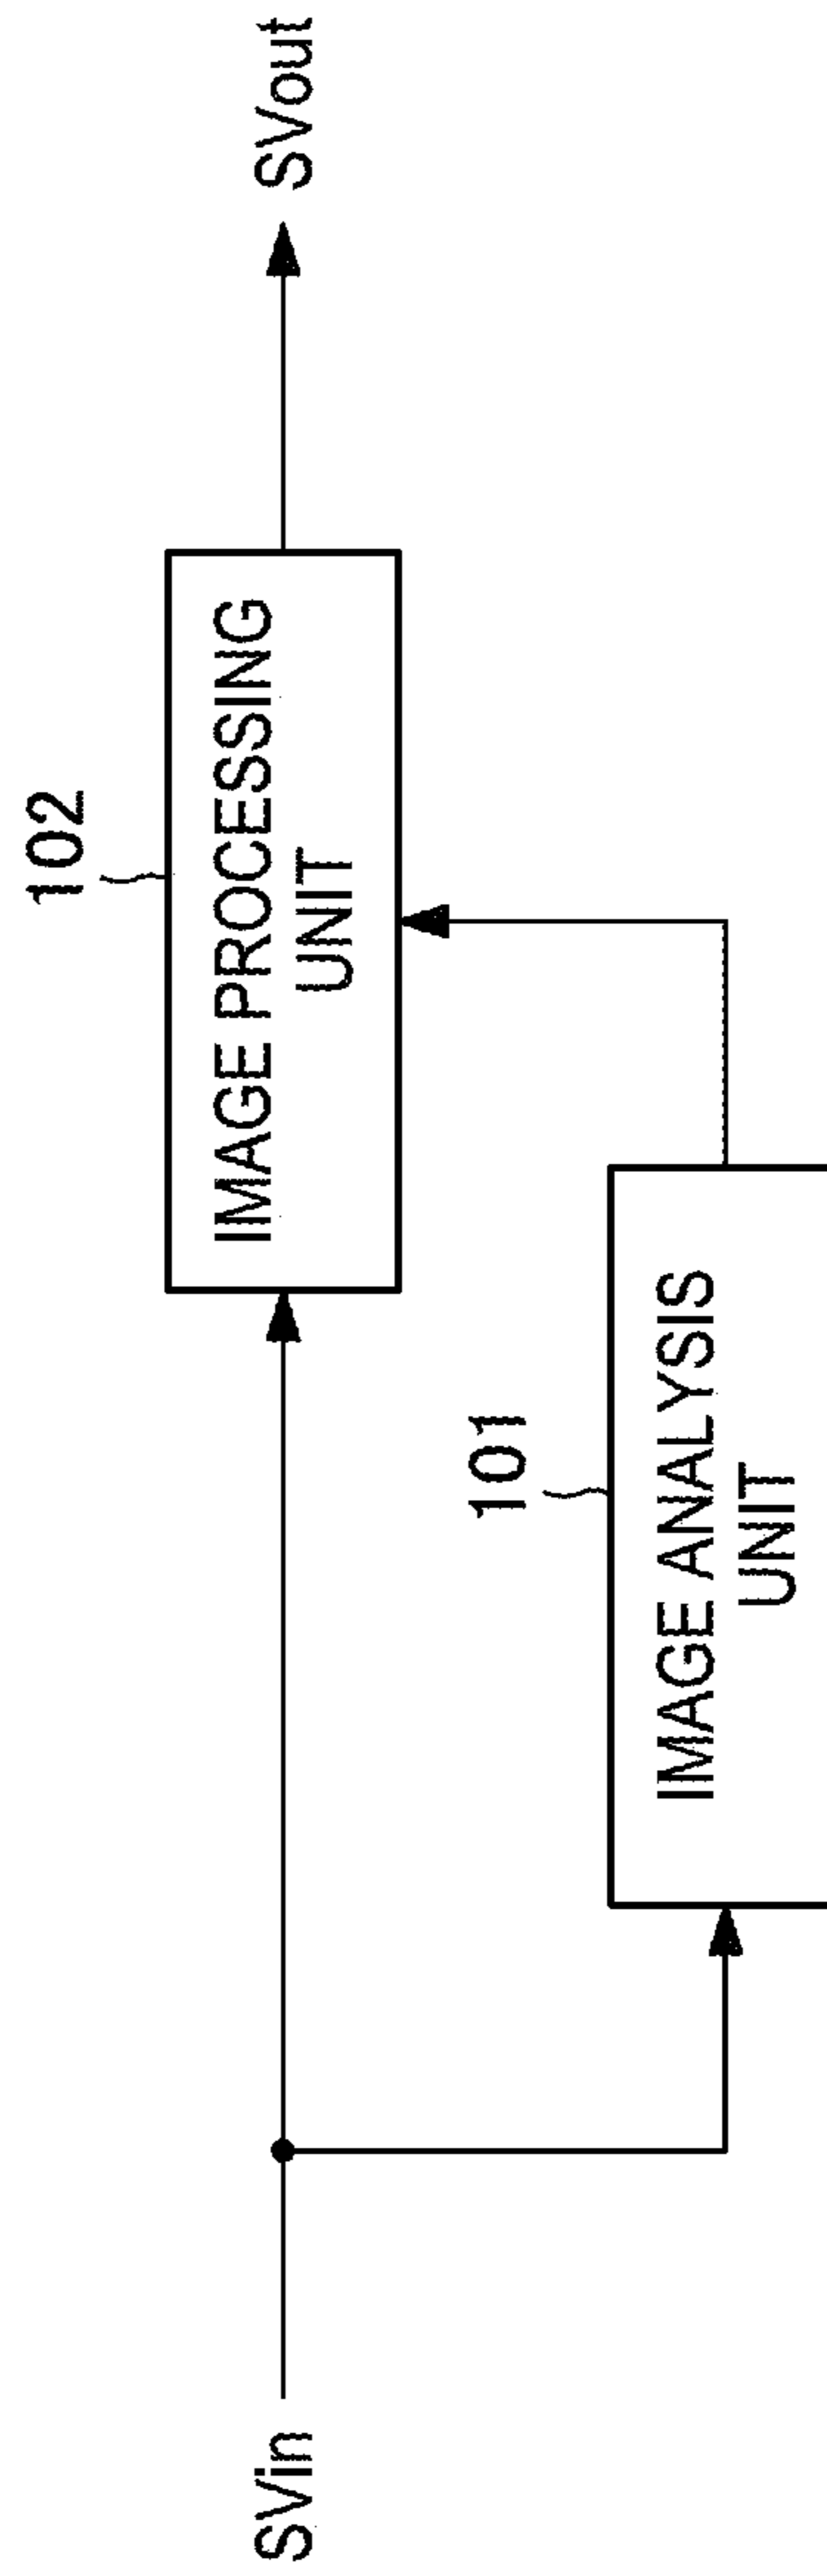 102
SVin
IMAGE PROCESSING
UNIT
SVout
101
IMAGE ANALYSIS
UNIT